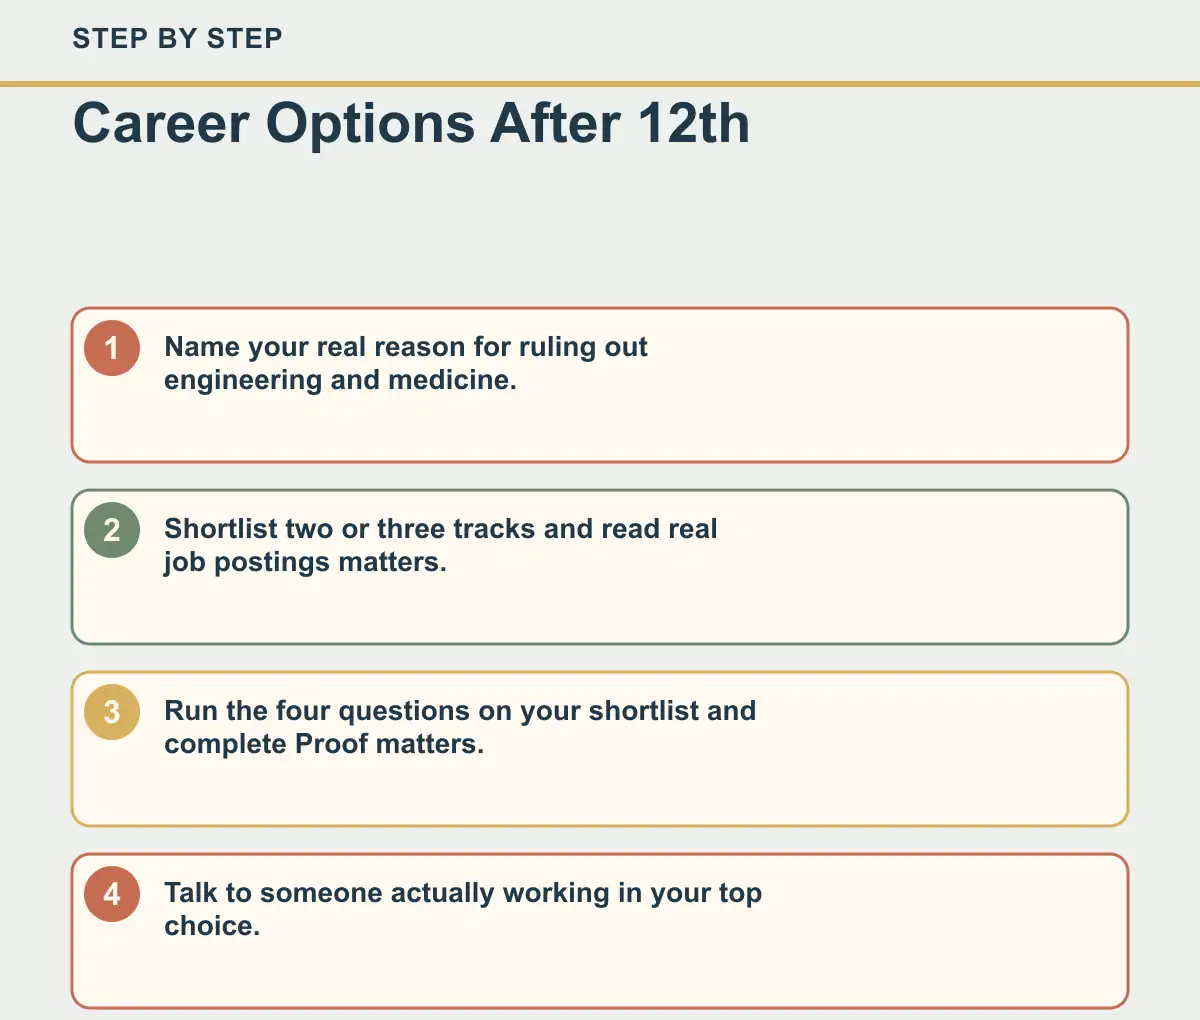 STEP BY STEP
Career Options After 12th
1
Name your real reason for ruling out
engineering and medicine.
2
Shortlist two or three tracks and read real
job postings matters.
3
Run the four questions on your shortlist and
complete Proof matters.
4
Talk to someone actually working in your top
choice.